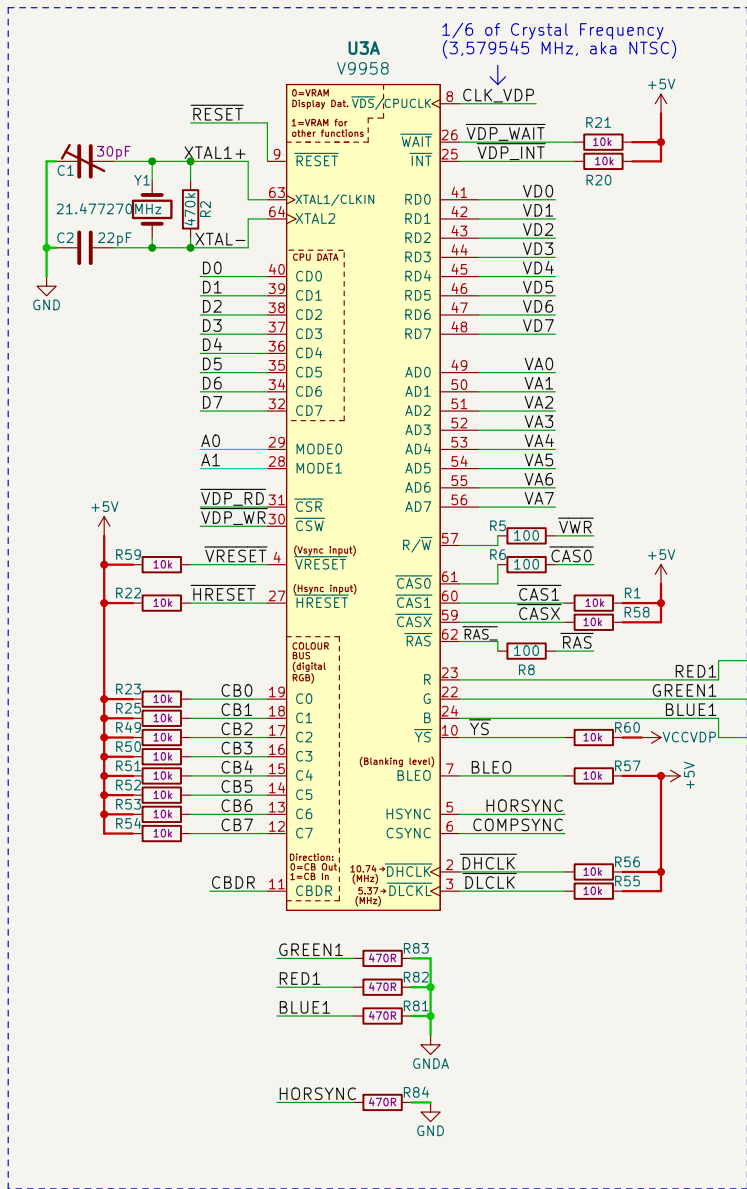 1/6 of Crystal Frequency
(3,579545 MHz, aka NTSC)
U3A
V9958
0=VRAM
Display Dat.
VDS/CPUCLK
8
CLK_VDP
+5V
1=VRAM for
other functions
RESET
9
RESET
WAIT
26
VDP_WAIT
R21
10k
INT
25
VDP_INT
10k
R20
30pF
C1
XTAL1+
Y1
21.477270MHz
470k
R2
63
XTAL1/CLKIN
64
XTAL2
C2
22pF
XTAL-
GND
RD0
41
VD0
RD1
42
VD1
RD2
43
VD2
RD3
44
VD3
RD4
45
VD4
RD5
46
VD5
RD6
47
VD6
RD7
48
VD7
CPU DATA
D0
40
CD0
D1
39
CD1
D2
38
CD2
D3
37
CD3
D4
36
CD4
D5
35
CD5
D6
34
CD6
D7
32
CD7
AD0
49
VA0
AD1
50
VA1
AD2
51
VA2
AD3
52
VA3
AD4
53
VA4
AD5
54
VA5
AD6
55
VA6
AD7
56
VA7
A0
29
MODE0
A1
28
MODE1
VDP_RD
31
CSR
VDP_WR
30
CSW
R/W
57
R5
100
VWR
+5V
R59
10k
VRESET
4
(Vsync input)
VRESET
R22
10k
HRESET
27
(Hsync input)
HRESET
CAS0
61
R6
100
CAS0
+5V
CAS1
60
CAS1
10k
R1
CASX
59
CASX
10k
R58
RAS
62
RAS_
100
R8
RAS
COLOUR
BUS
(digital
RGB)
R
23
RED1
G
22
GREEN1
B
24
BLUE1
YS
10
YS
10k
R60
VCCVDP
R23
10k
CB0
19
C0
R25
10k
CB1
18
C1
R49
10k
CB2
17
C2
R50
10k
CB3
16
C3
R51
10k
CB4
15
C4
R52
10k
CB5
14
C5
R53
10k
CB6
13
C6
R54
10k
CB7
12
C7
(Blanking level)
BLEO
7
BLEO
10k
R57
+5V
HSYNC
5
HORSYNC
CSYNC
6
COMPSYNC
Direction:
0=CB Out
1=CB In
CBDR
11
CBDR
10.74
(MHz)
DHCLK
2
DHCLK
10k
R56
5.37
(MHz)
DLCKL
3
DLCLK
10k
R55
GREEN1
470R
R83
RED1
470R
R82
BLUE1
470R
R81
GNDA
HORSYNC
470R
R84
GND